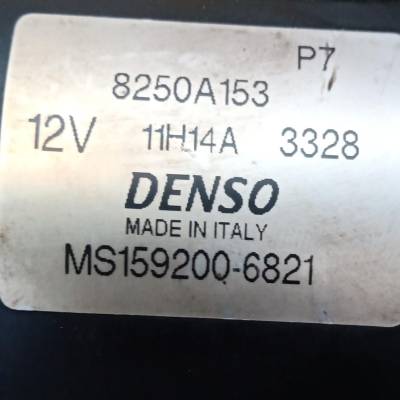 P7
8250A153
12V 11H14A 3328
DENSO
MADE IN ITALY
MS159200-6821